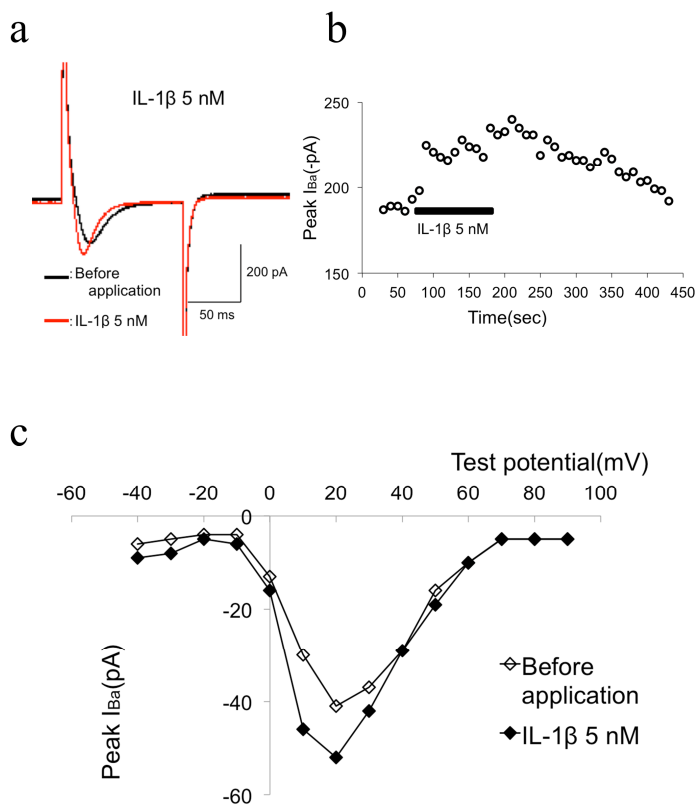 a
IL-1β 5 nM
:Before
application
:IL-1β 5 nM
200 pA
50 ms
b
Peak IBa(-pA)
250
200
150
IL-1β 5 nM
0 50 100 150 200 250 300 350 400 450
Time(sec)
c
Test potential(mV)
-60 -40 -20 0 20 40 60 80 100
0
-20
-40
-60
Peak IBa(pA)
Before
application
IL-1β 5 nM